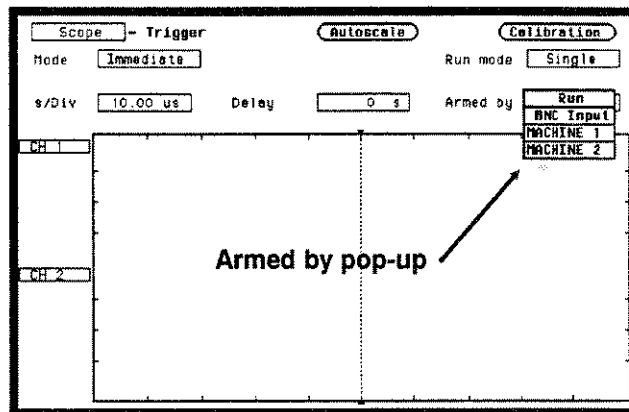 Scope - Trigger Autoscale Calibration
Mode Immediate Run mode Single
s/Div 10.00 us Delay 0 s Armed by Run
BNC Input
MACHINE 1
MACHINE 2
CH 1
Armed by pop-up
CH 2